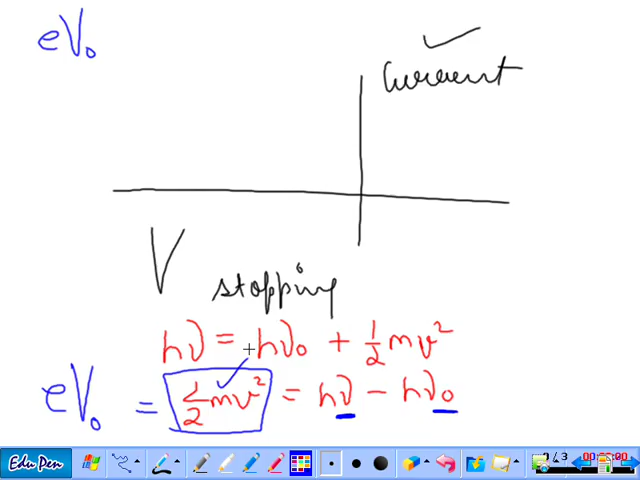 eV₀
Current
V
stopping
hν = hν₀ + ½mv²
eV₀ = ½mv² = hν − hν₀
Edu Pen